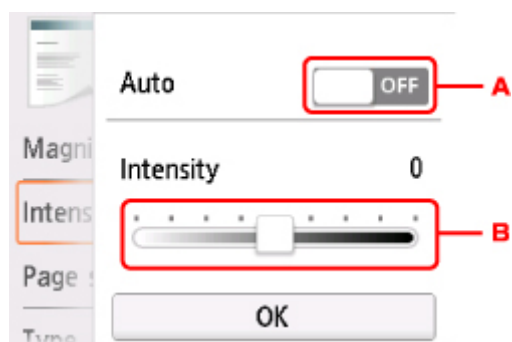 Auto OFF A
Magni
Intensity 0
Intens
B
Page
OK